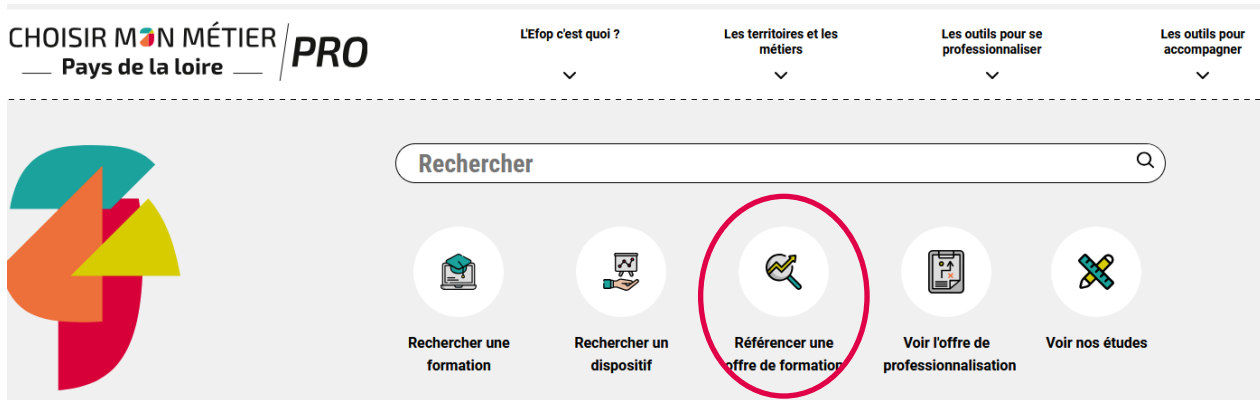 CHOISIR MON MÉTIER
Pays de la loire
PRO
L'Efop c'est quoi ?
Les territoires et les
métiers
Les outils pour se
professionnaliser
Les outils pour
accompagner
Rechercher
Rechercher une
formation
Rechercher un
dispositif
Référencer une
offre de formation
Voir l'offre de
professionnalisation
Voir nos études